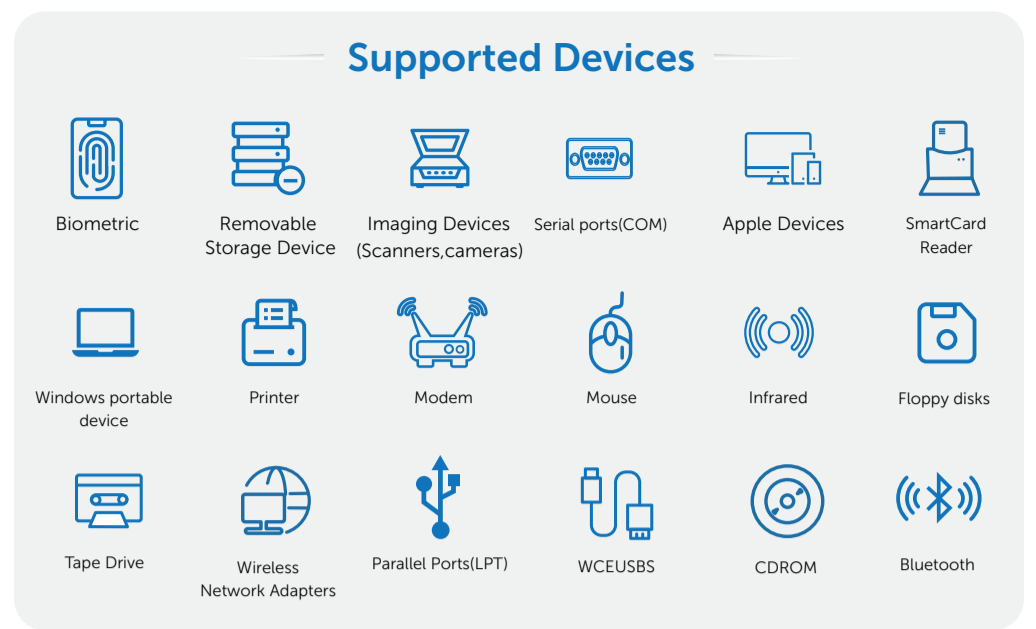 Supported Devices
Biometric
Removable
Storage Device
Imaging Devices
(Scanners,cameras)
Serial ports(COM)
Apple Devices
SmartCard
Reader
Windows portable
device
Printer
Modem
Mouse
Infrared
Floppy disks
Tape Drive
Wireless
Network Adapters
Parallel Ports(LPT)
WCEUSBS
CDROM
Bluetooth